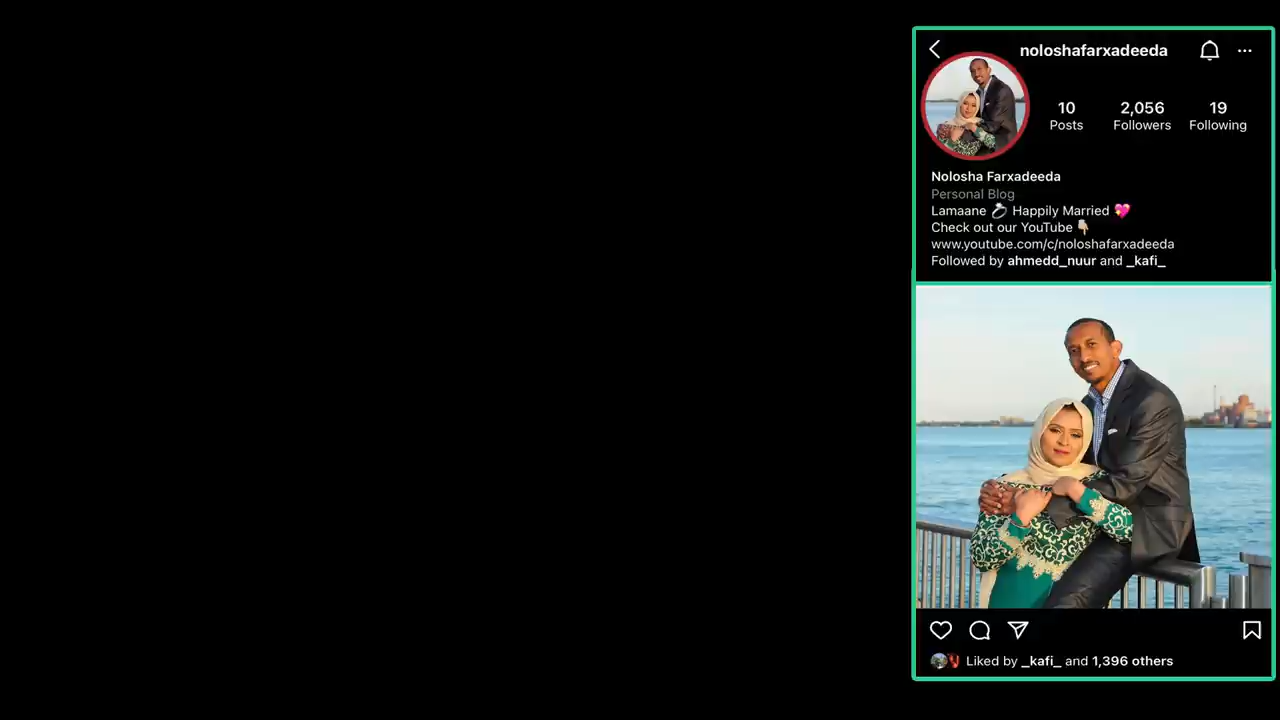 noloshafarxadeeda
10 2,056 19
Posts Followers Following
Nolosha Farxadeeda
Personal Blog
Lamaane 💍 Happily Married 💖
Check out our YouTube 👇🏼
www.youtube.com/c/noloshafarxadeeda
Followed by ahmedd_nuur and _kafi_
Liked by _kafi_ and 1,396 others